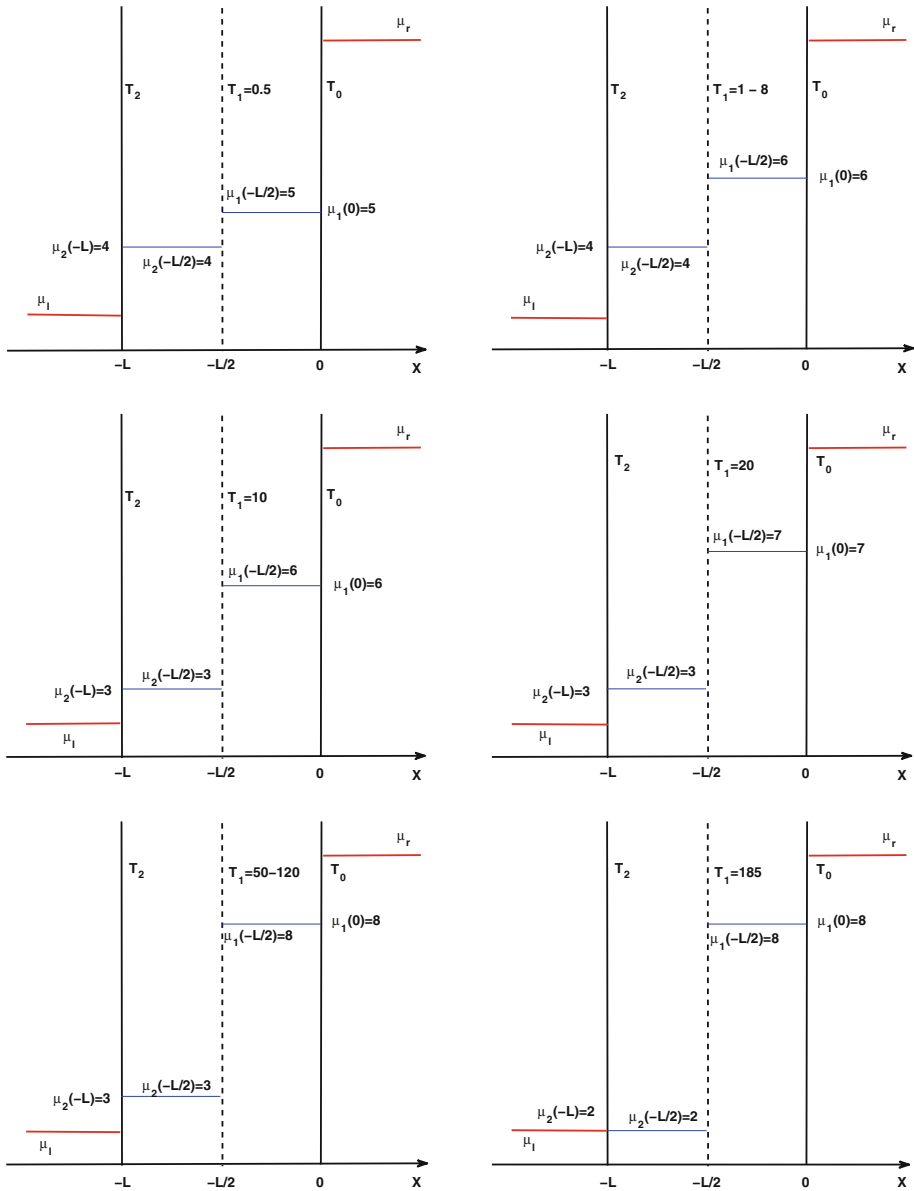 μr
T2
T1=0.5
T0
μ1(−L/2)=5
μ1(0)=5
μ2(−L)=4
μ2(−L/2)=4
μl
−L
−L/2
0
X
μr
T2
T1=1 − 8
T0
μ1(−L/2)=6
μ1(0)=6
μ2(−L)=4
μ2(−L/2)=4
μl
−L
−L/2
0
X
μr
T2
T1=10
T0
μ1(−L/2)=6
μ1(0)=6
μ2(−L/2)=3
μ2(−L)=3
μl
−L
−L/2
0
X
μr
T2
T1=20
T0
μ1(−L/2)=7
μ1(0)=7
μ2(−L/2)=3
μ2(−L)=3
μl
−L
−L/2
0
X
μr
T2
T1=50−120
T0
μ1(0)=8
μ1(−L/2)=8
μ2(−L/2)=3
μ2(−L)=3
μl
−L
−L/2
0
X
μr
T2
T1=185
T0
μ1(0)=8
μ1(−L/2)=8
μ2(−L)=2
μ2(−L/2)=2
μl
−L
−L/2
0
X